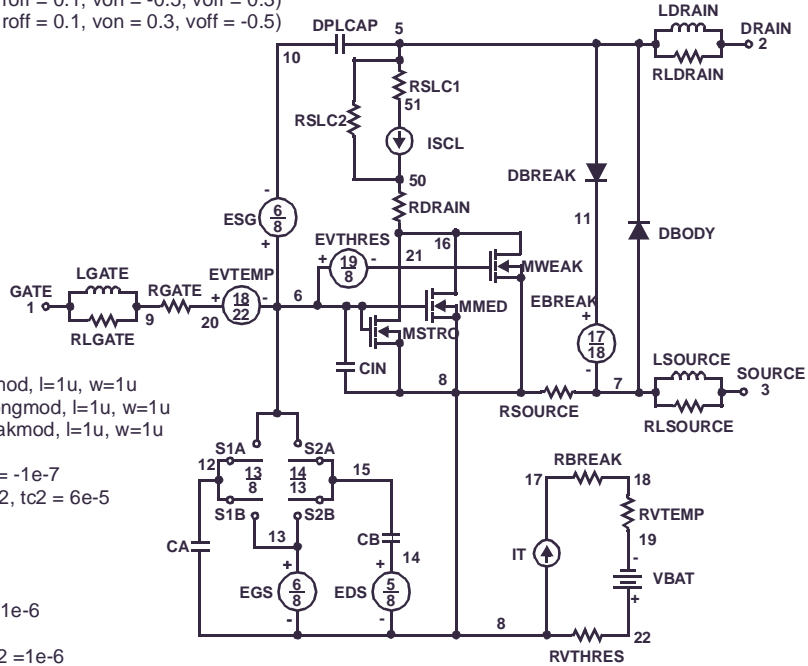 roff = 0.1, von = -0.5, voff = 0.3)
roff = 0.1, von = 0.3, voff = -0.5)
LDRAIN
DPLCAP
5
DRAIN
2
10
RLDRAIN
RSLC1
51
RSLC2
ISCL
50
DBREAK
RDRAIN
ESG
6
8
-
+
11
DBODY
EVTHRES
+
19
8
-
21
16
MWEAK
LGATE
EVTEMP
GATE
1
RGATE
+
18
22
-
6
EBREAK
MMED
9
20
RLGATE
MSTRO
+
17
18
-
LSOURCE
CIN
SOURCE
3
8
7
RSOURCE
RLSOURCE
mod, l=1u, w=1u
ngmod, l=1u, w=1u
akmod, l=1u, w=1u
= -1e-7
2, tc2 = 6e-5
1e-6
2 =1e-6
S1A
S2A
12
13
8
14
13
15
S1B
S2B
13
CA
CB
14
+
+
EGS
6
8
EDS
5
8
-
-
8
RBREAK
17
18
RVTEMP
19
IT
-
VBAT
+
22
RVTHRES